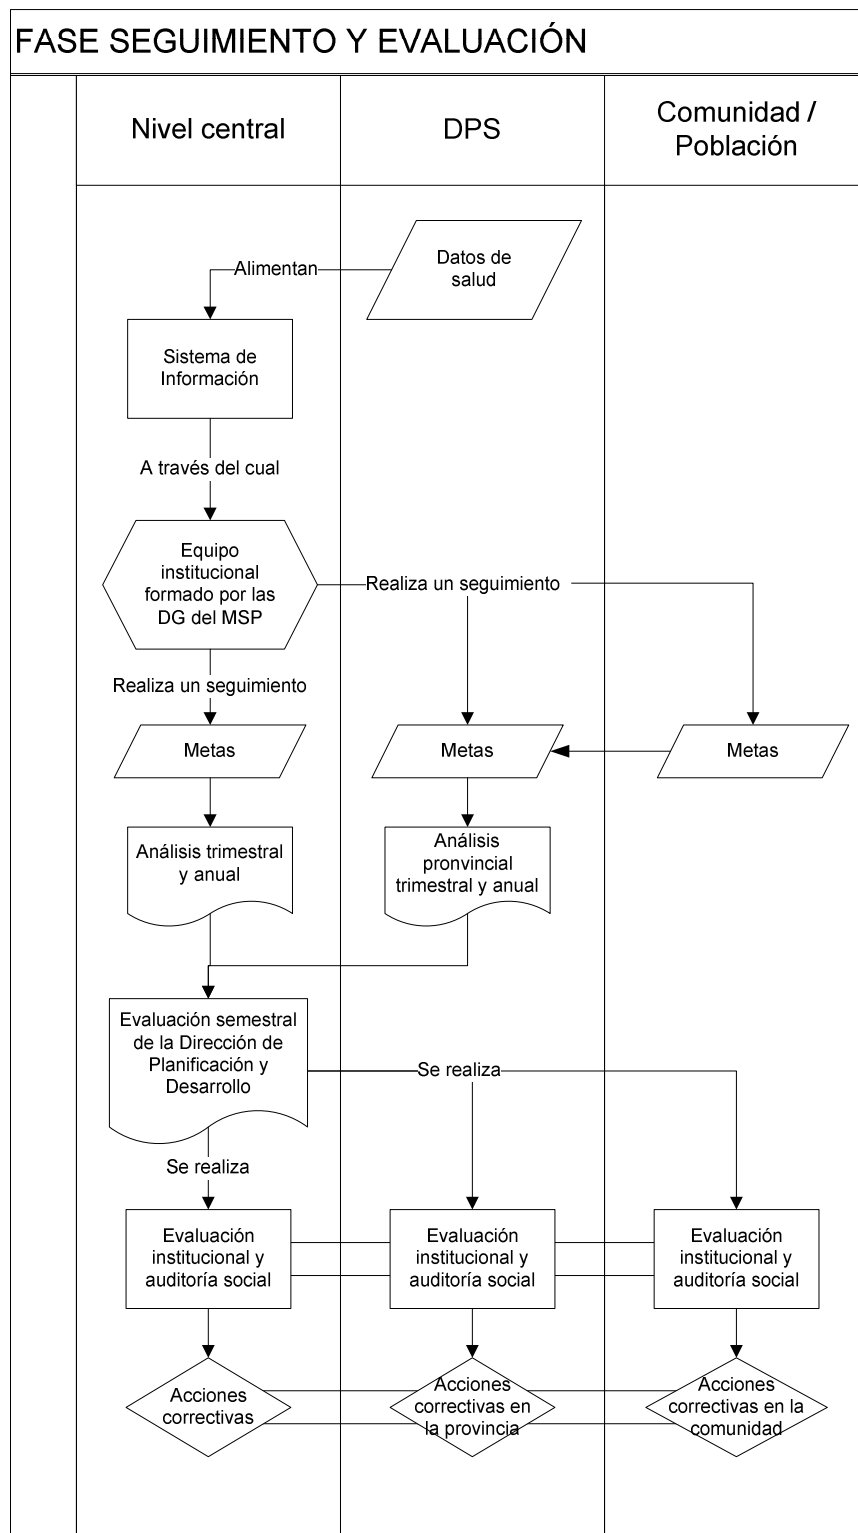 FASE SEGUIMIENTO Y EVALUACIÓN
Nivel central
DPS
Comunidad /
Población
Datos de
salud
Alimentan
Sistema de
Información
A través del cual
Equipo
institucional
formado por las
DG del MSP
Realiza un seguimiento
Realiza un seguimiento
Metas
Metas
Metas
Análisis trimestral
y anual
Análisis
pronvincial
trimestral y anual
Evaluación semestral
de la Dirección de
Planificación y
Desarrollo
Se realiza
Se realiza
Evaluación
institucional y
auditoría social
Evaluación
institucional y
auditoría social
Evaluación
institucional y
auditoría social
Acciones
correctivas
Acciones
correctivas en
la provincia
Acciones
correctivas en la
comunidad